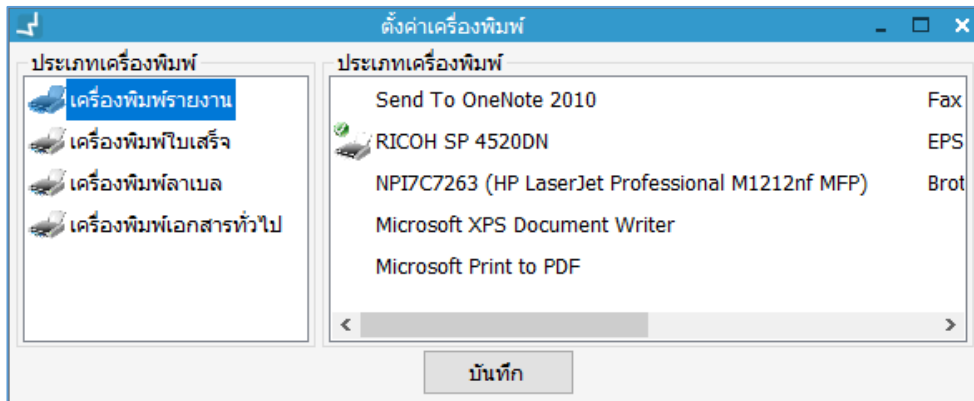 ตั้งค่าเครื่องพิมพ์
ประเภทเครื่องพิมพ์
เครื่องพิมพ์รายงาน
เครื่องพิมพ์ใบเสร็จ
เครื่องพิมพ์ลาเบล
เครื่องพิมพ์เอกสารทั่วไป
ประเภทเครื่องพิมพ์
Send To OneNote 2010 Fax
RICOH SP 4520DN EPS
NPI7C7263 (HP LaserJet Professional M1212nf MFP) Brot
Microsoft XPS Document Writer
Microsoft Print to PDF
บันทึก